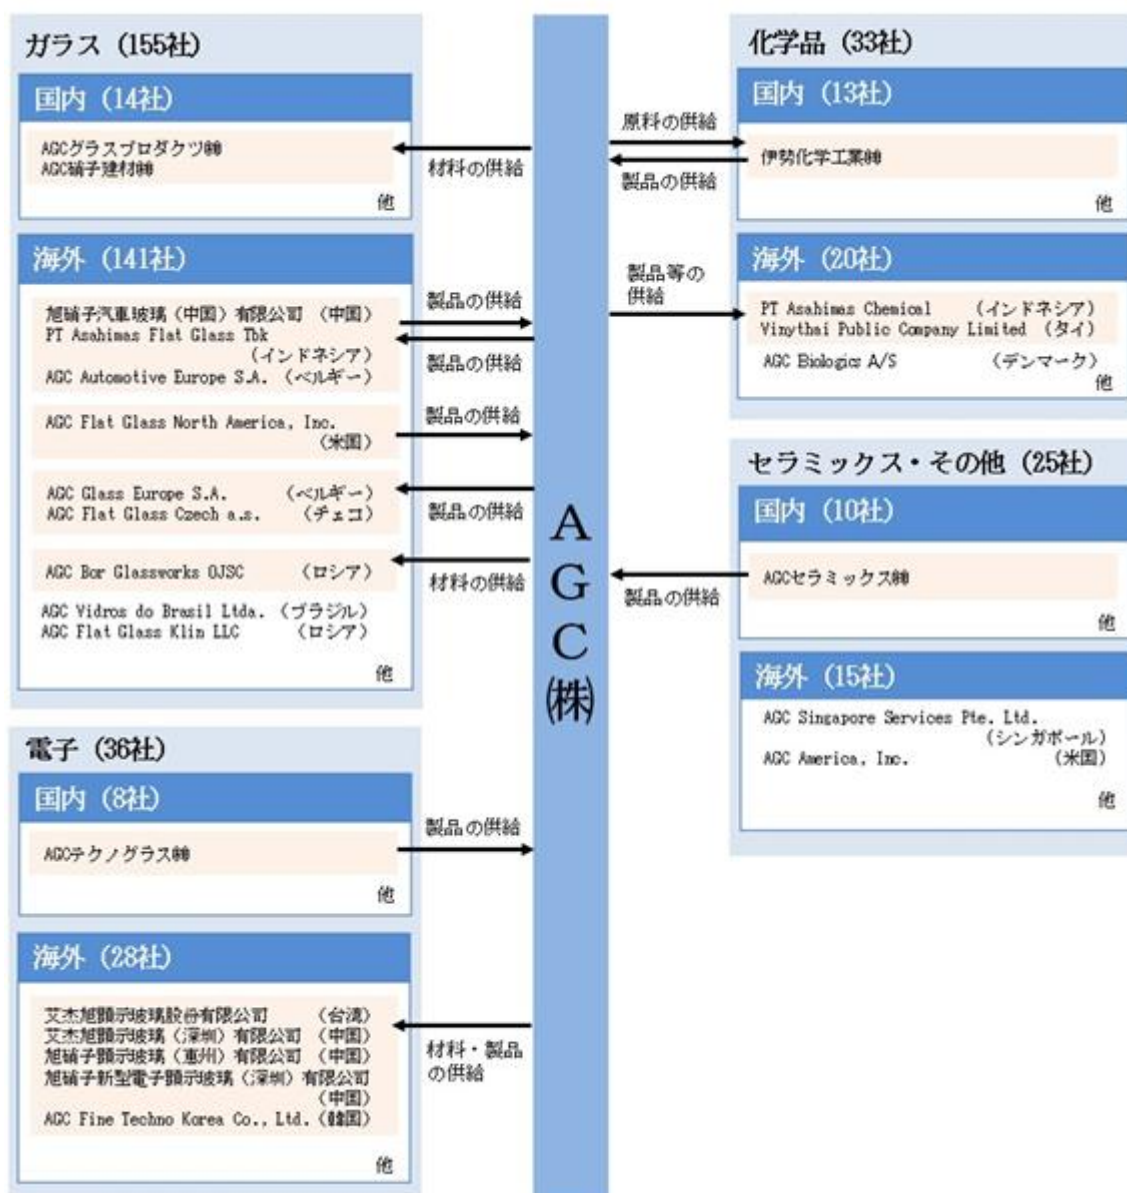 ガラス（155社）
国内（14社）
AGCグラスプロダクツ㈱
AGC硝子建材㈱
他
材料の供給
海外（141社）
旭硝子汽車玻璃（中国）有限公司（中国）
PT Asahimas Flat Glass Tbk
（インドネシア）
AGC Automotive Europe S.A.（ベルギー）
製品の供給
製品の供給
AGC Flat Glass North America, Inc.
（米国）
製品の供給
AGC Glass Europe S.A.（ベルギー）
AGC Flat Glass Czech a.s.（チェコ）
製品の供給
AGC Bor Glassworks OJSC（ロシア）
材料の供給
AGC Vidros do Brasil Ltda.（ブラジル）
AGC Flat Glass Klin LLC（ロシア）
他
電子（36社）
国内（8社）
AGCテクノグラス㈱
他
製品の供給
海外（28社）
艾杰旭顕示玻璃股份有限公司（台湾）
艾杰旭顕示玻璃（深圳）有限公司（中国）
旭硝子顕示玻璃（恵州）有限公司（中国）
旭硝子新型電子顕示玻璃（深圳）有限公司
（中国）
AGC Fine Techno Korea Co., Ltd.（韓国）
他
材料・製品
の供給
AGC㈱
化学品（33社）
国内（13社）
伊勢化学工業㈱
他
原料の供給
製品の供給
海外（20社）
PT Asahimas Chemical（インドネシア）
Vinythai Public Company Limited（タイ）
AGC Biologics A/S（デンマーク）
他
製品等の
供給
セラミックス・その他（25社）
国内（10社）
AGCセラミックス㈱
他
製品の供給
海外（15社）
AGC Singapore Services Pte. Ltd.
（シンガポール）
AGC America, Inc.（米国）
他